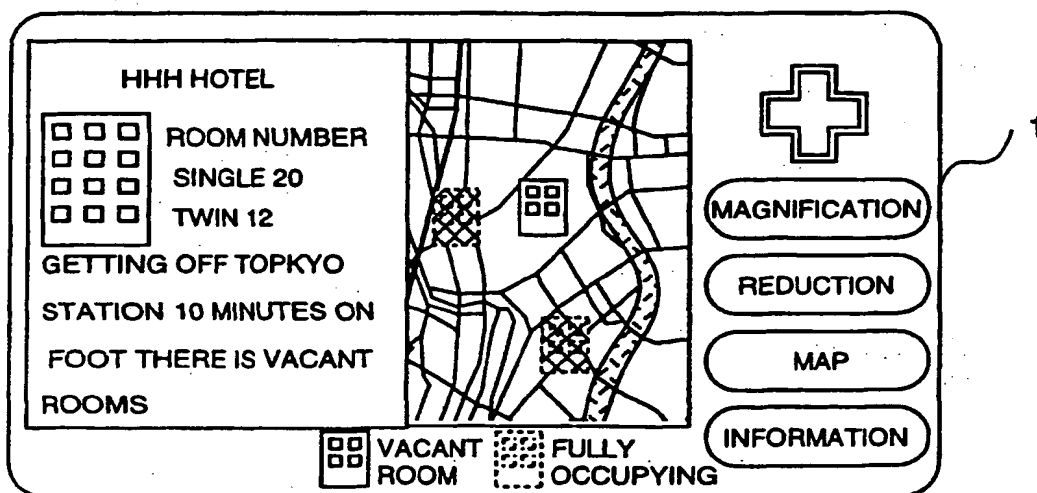 HHH HOTEL
ROOM NUMBER
SINGLE 20
TWIN 12
GETTING OFF TOPKYO
STATION 10 MINUTES ON
FOOT THERE IS VACANT
ROOMS
MAGNIFICATION
REDUCTION
MAP
INFORMATION
VACANT
ROOM
FULLY
OCCUPYING